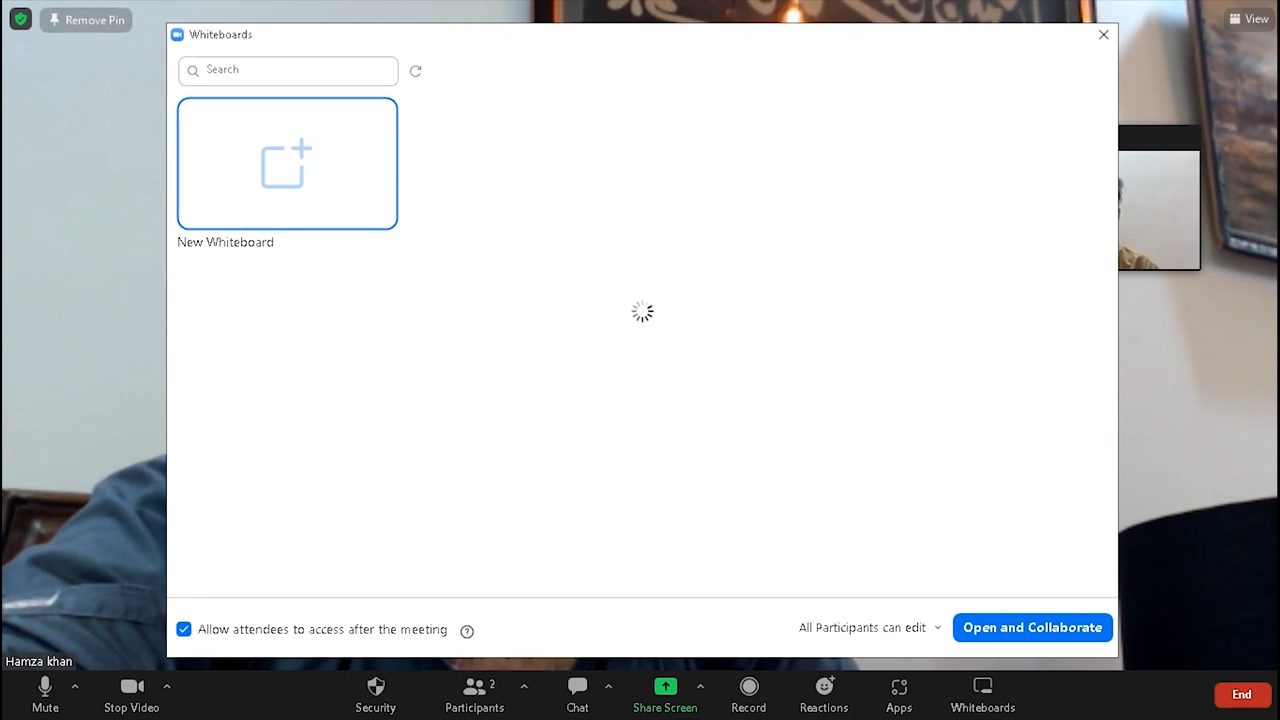 Remove Pin
View
Whiteboards
Search
New Whiteboard
Allow attendees to access after the meeting
All Participants can edit
Open and Collaborate
Hamza khan
Mute
Stop Video
Security
2
Participants
Chat
Share Screen
Record
Reactions
Apps
Whiteboards
End